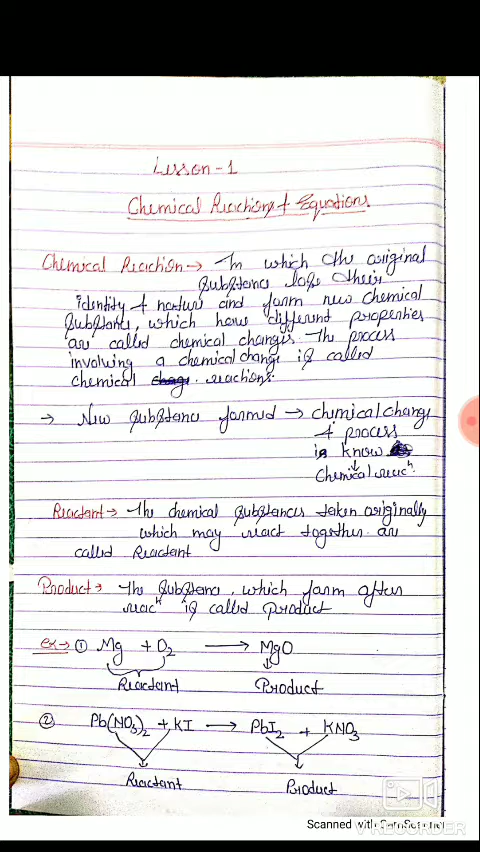 Lesson - 1
Chemical Reactions & Equations
Chemical Reaction → In which the original
substance lose their
identity & nature and form new chemical
substance, which have different properties
are called chemical changes. The process
involving a chemical change is called
chemical reactions.
→ New substance formed → chemical change
& process
is know
↓
Chemical reacⁿ.
Reactant → The chemical substances taken originally
which may react together are
called Reactant
Product → The substance, which form after
reacⁿ is called product
Ex → ① Mg + O₂ → MgO
Reactant Product
② Pb(NO₃)₂ + KI → PbI₂ + KNO₃
Reactant Product
Scanned with CamScanner
V RECORDER